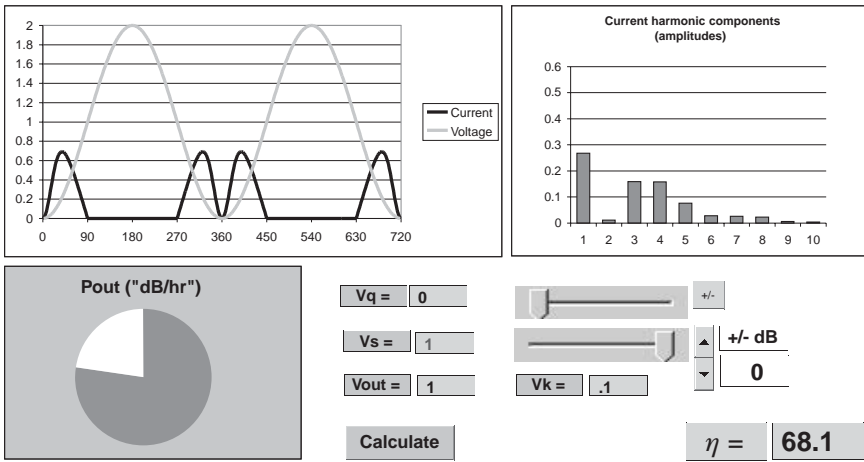 2
1.8
1.6
1.4
1.2
1
0.8
0.6
0.4
0.2
0
0 90 180 270 360 450 540 630 720
Current
Voltage
Current harmonic components
(amplitudes)
0.6
0.5
0.4
0.3
0.2
0.1
0
1 2 3 4 5 6 7 8 9 10
Pout ("dB/hr")
Vq = 0
+/-
Vs = 1
+/- dB
Vout = 1
Vk = .1
0
Calculate
η = 68.1